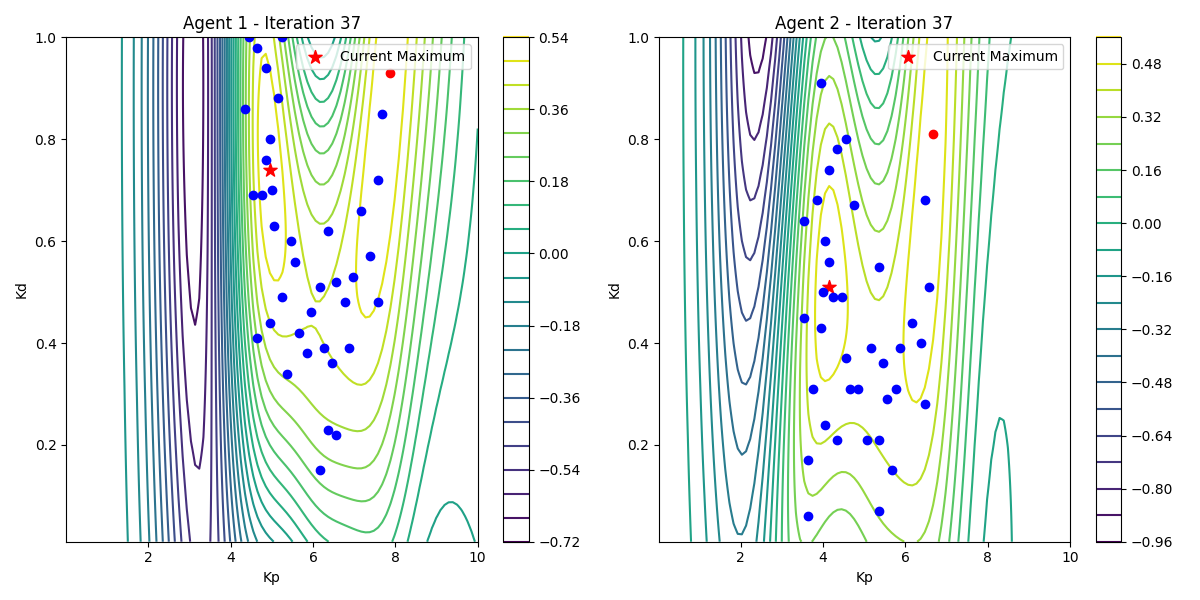 Agent 1 - Iteration 37
Current Maximum
Kd
1.0
0.8
0.6
0.4
0.2
2 4 6 8 10
Kp
0.54
0.36
0.18
0.00
−0.18
−0.36
−0.54
−0.72
Agent 2 - Iteration 37
Current Maximum
Kd
1.0
0.8
0.6
0.4
0.2
2 4 6 8 10
Kp
0.48
0.32
0.16
0.00
−0.16
−0.32
−0.48
−0.64
−0.80
−0.96